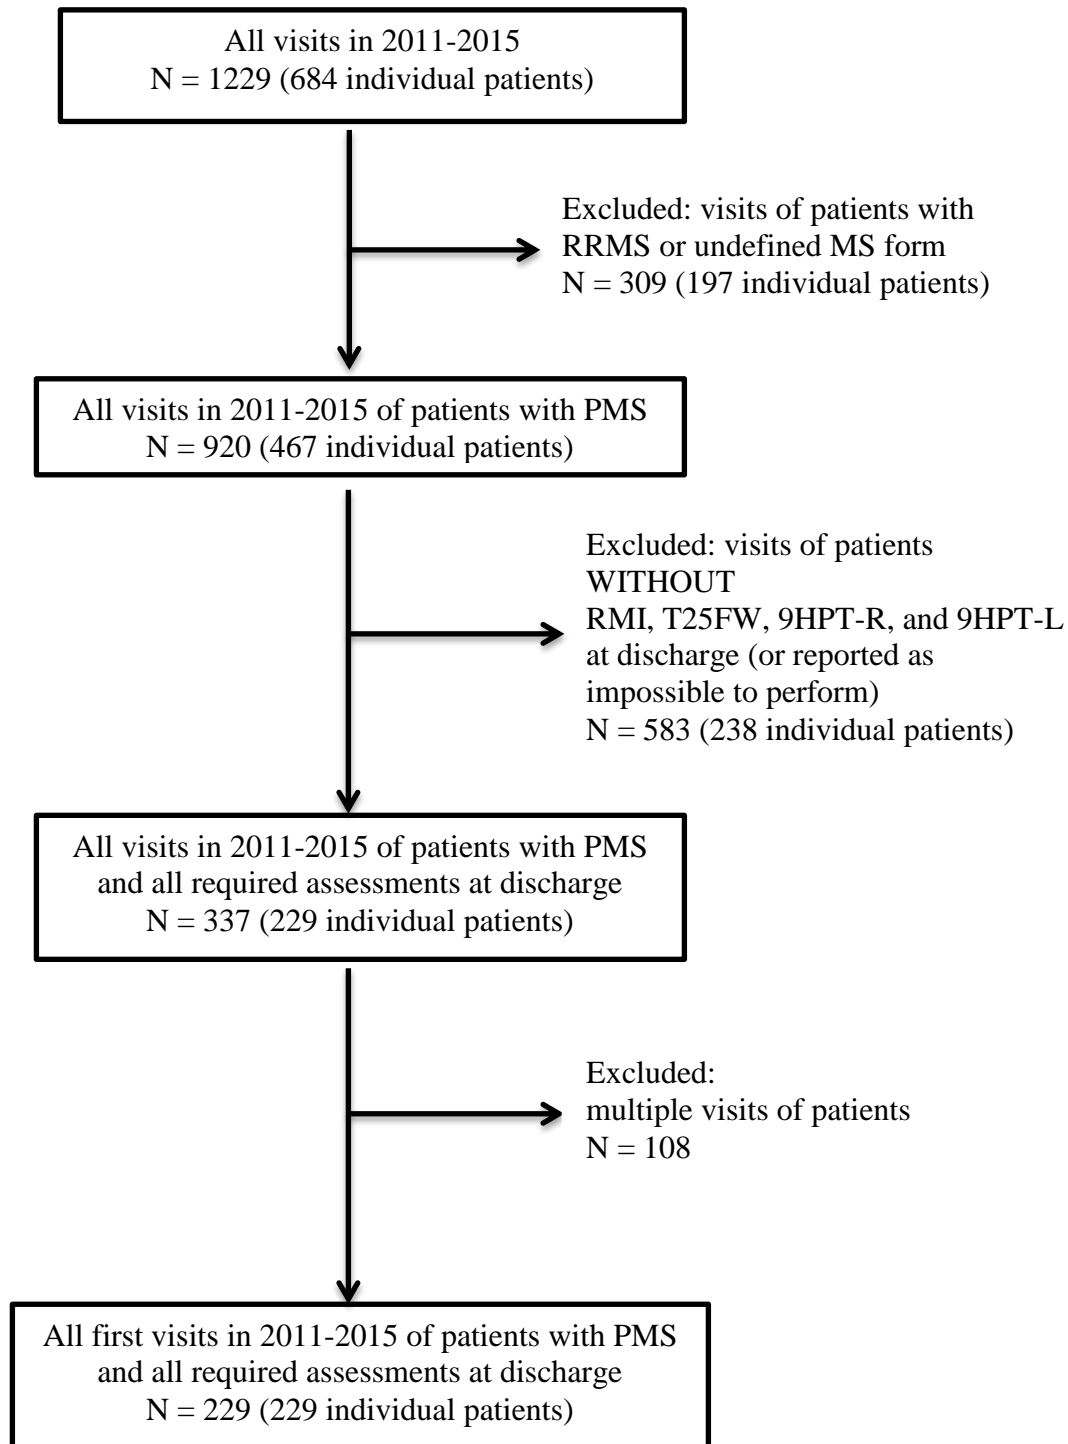 All visits in 2011-2015
N = 1229 (684 individual patients)
Excluded: visits of patients with
RRMS or undefined MS form
N = 309 (197 individual patients)
All visits in 2011-2015 of patients with PMS
N = 920 (467 individual patients)
Excluded: visits of patients
WITHOUT
RMI, T25FW, 9HPT-R, and 9HPT-L
at discharge (or reported as
impossible to perform)
N = 583 (238 individual patients)
All visits in 2011-2015 of patients with PMS
and all required assessments at discharge
N = 337 (229 individual patients)
Excluded:
multiple visits of patients
N = 108
All first visits in 2011-2015 of patients with PMS
and all required assessments at discharge
N = 229 (229 individual patients)